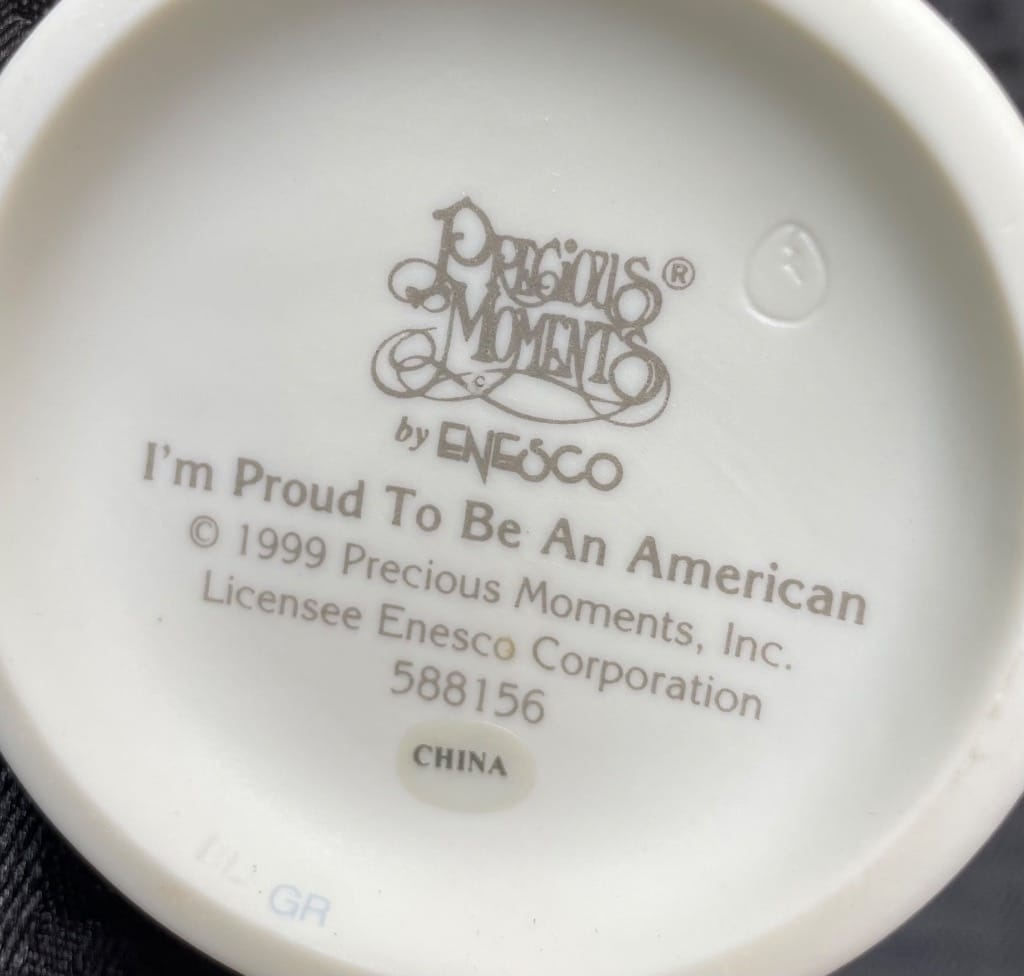 PRECIOUS ®
MOMENTS
©
by ENESCO
I'm Proud To Be An American
© 1999 Precious Moments, Inc.
Licensee Enesco Corporation
588156
CHINA
GR